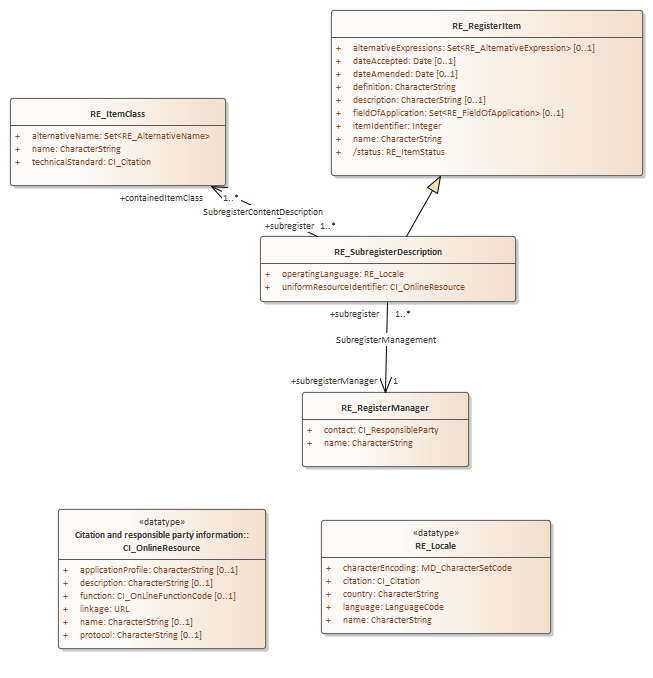 RE_RegisterItem
+ alternativeExpressions: Set<RE_AlternativeExpression> [0..1]
+ dateAccepted: Date [0..1]
+ dateAmended: Date [0..1]
+ definition: CharacterString
+ description: CharacterString [0..1]
+ fieldOfApplication: Set<RE_FieldOfApplication> [0..1]
+ itemIdentifier: Integer
+ name: CharacterString
+ /status: RE_ItemStatus
RE_ItemClass
+ alternativeName: Set<RE_AlternativeName>
+ name: CharacterString
+ technicalStandard: CI_Citation
+containedItemClass 1..*
SubregisterContentDescription
+subregister 1..*
RE_SubregisterDescription
+ operatingLanguage: RE_Locale
+ uniformResourceIdentifier: CI_OnlineResource
+subregister 1..*
SubregisterManagement
+subregisterManager 1
RE_RegisterManager
+ contact: CI_ResponsibleParty
+ name: CharacterString
«datatype»
Citation and responsible party information::
CI_OnlineResource
+ applicationProfile: CharacterString [0..1]
+ description: CharacterString [0..1]
+ function: CI_OnLineFunctionCode [0..1]
+ linkage: URL
+ name: CharacterString [0..1]
+ protocol: CharacterString [0..1]
«datatype»
RE_Locale
+ characterEncoding: MD_CharacterSetCode
+ citation: CI_Citation
+ country: CharacterString
+ language: LanguageCode
+ name: CharacterString